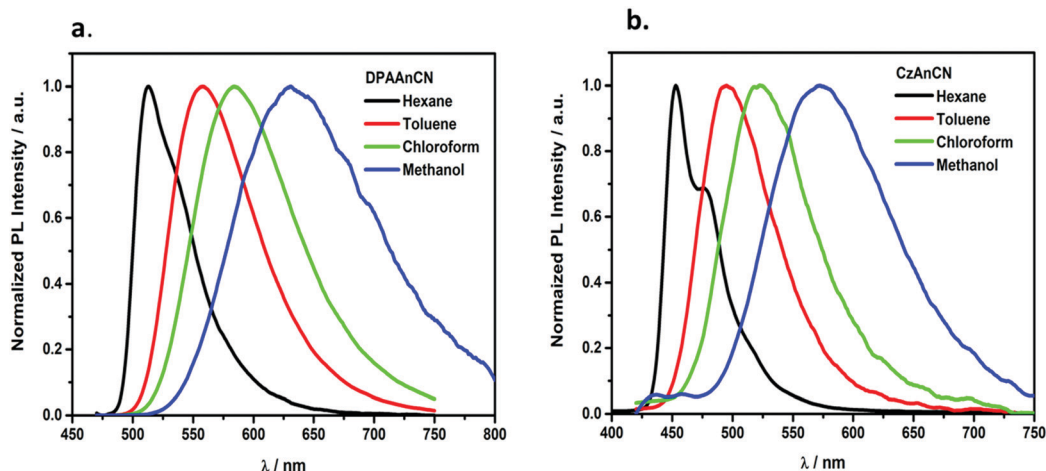 a.
DPAAnCN
Hexane
Toluene
Chloroform
Methanol
Normalized PL Intensity / a.u.
1.0
0.8
0.6
0.4
0.2
0.0
450 500 550 600 650 700 750 800
λ / nm
b.
CzAnCN
Hexane
Toluene
Chloroform
Methanol
Normaized PL Intensity / a.u.
1.0
0.8
0.6
0.4
0.2
0.0
400 450 500 550 600 650 700 750
λ / nm